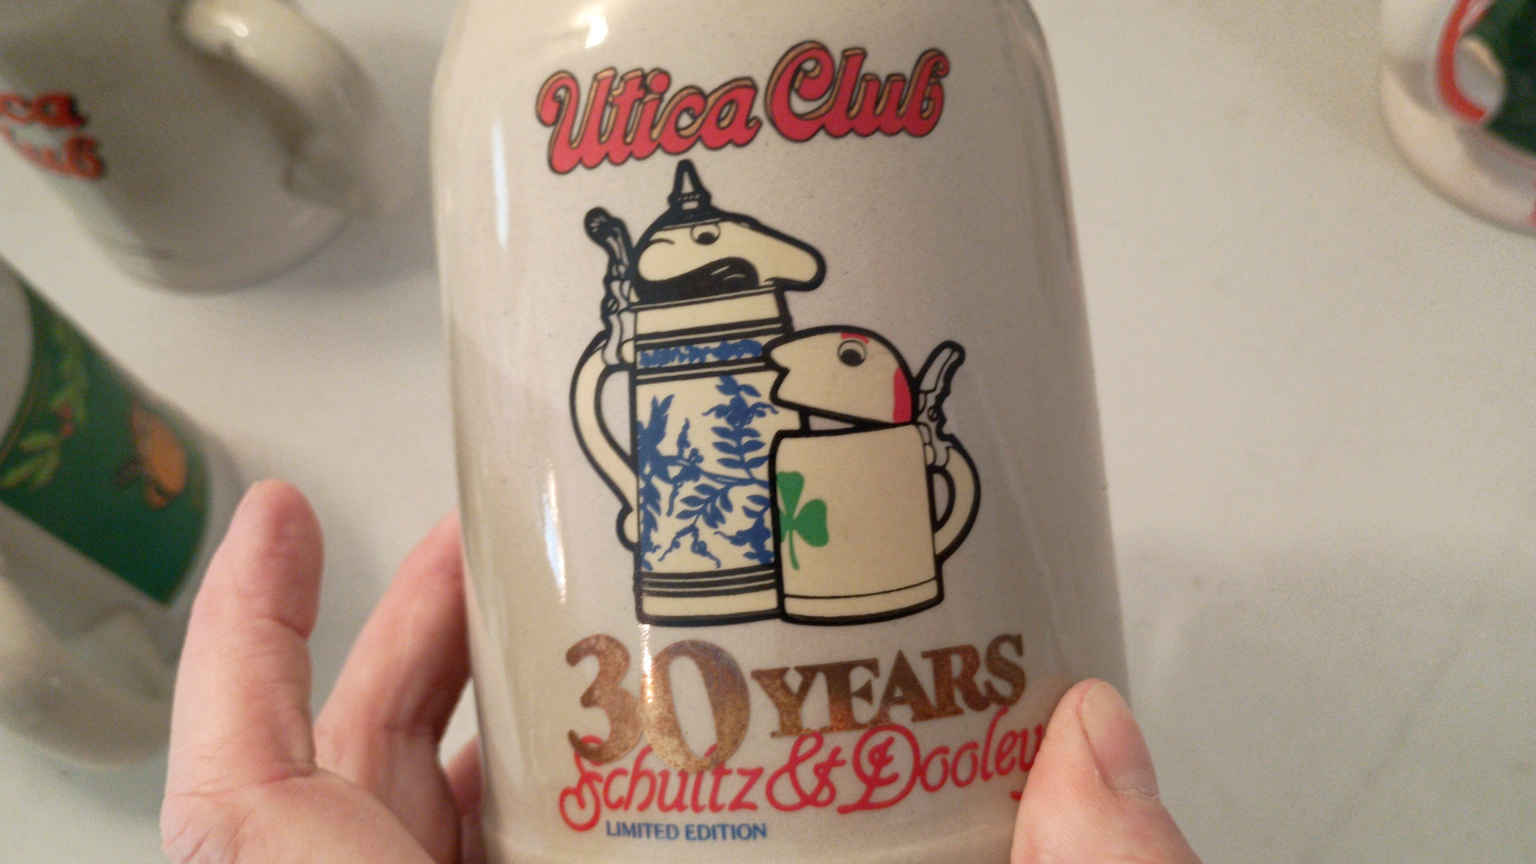 Utica Club
30 YEARS
Schultz & Dooley
LIMITED EDITION